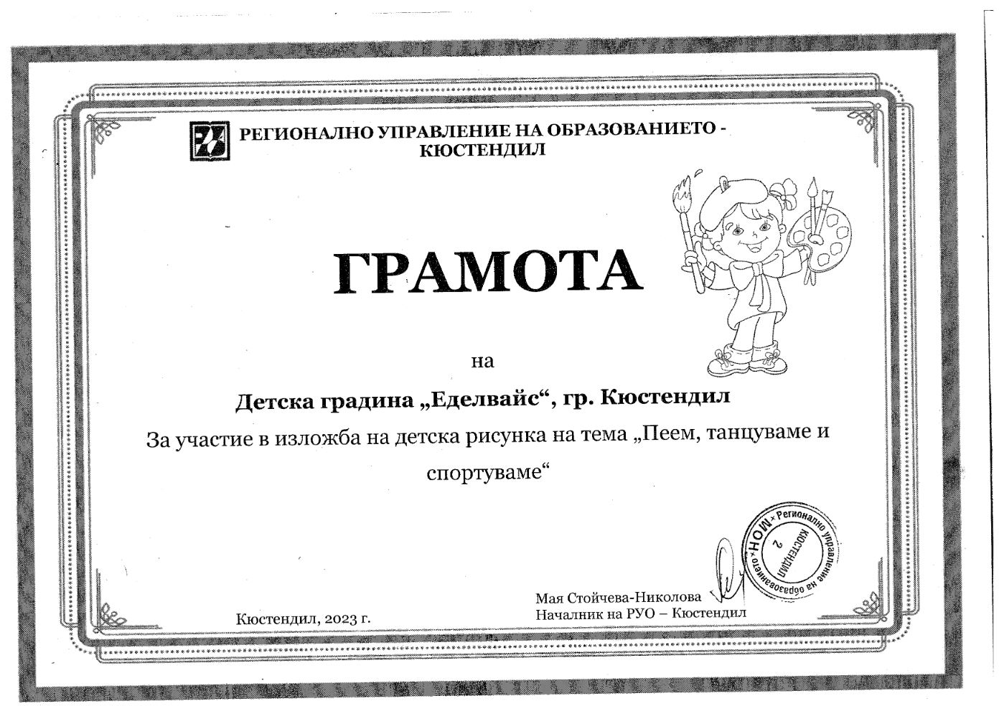 РЕГИОНАЛНО УПРАВЛЕНИЕ НА ОБРАЗОВАНИЕТО -
КЮСТЕНДИЛ
ГРАМОТА
на
Детска градина „Еделвайс“, гр. Кюстендил
За участие в изложба на детска рисунка на тема „Пеем, танцуваме и
спортуваме“
МОН × Регионално управление на образованието ×
КЮСТЕНДИЛ
2
Мая Стойчева-Николова
Началник на РУО – Кюстендил
Кюстендил, 2023 г.